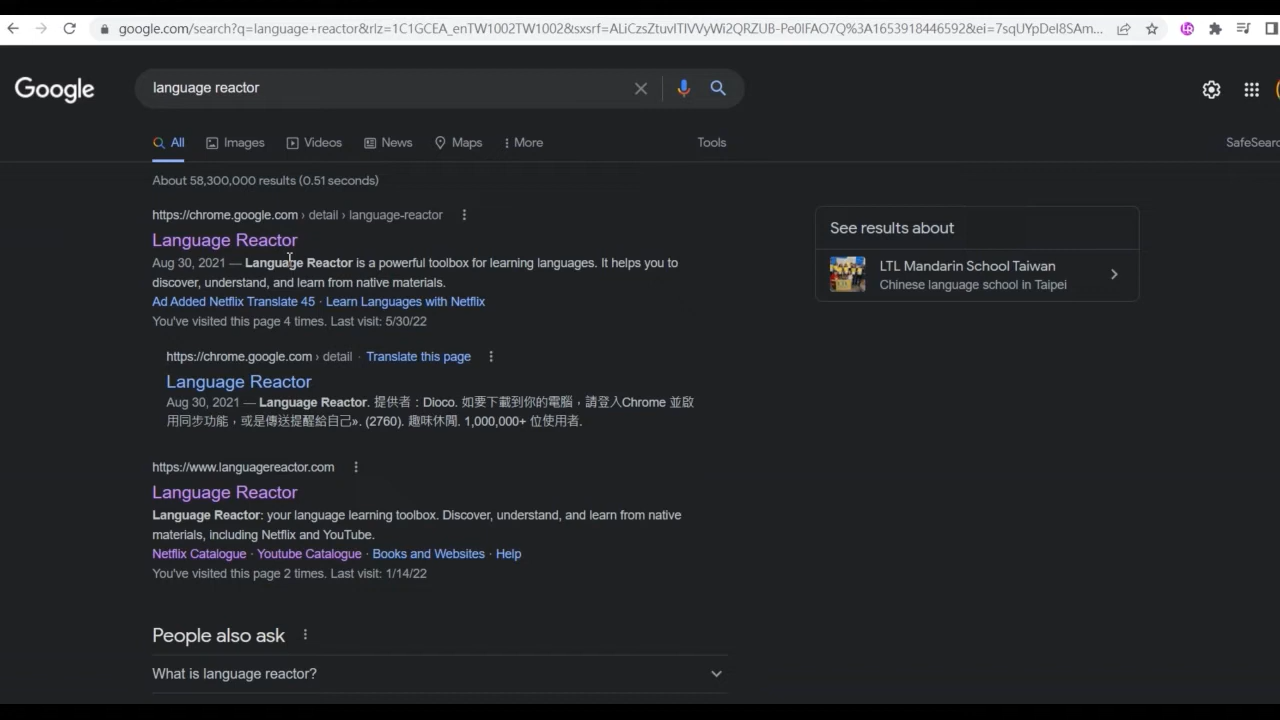 google.com/search?q=language+reactor&rlz=1C1GCEA_enTW1002TW1002&sxsrf=ALiCzsZtuvITlVVyWi2QRZUB-Pe0lFAO7Q%3A1653918446592&ei=7sqUYpDeI8SAm...
Google
language reactor
All Images Videos News Maps More Tools SafeSearc
About 58,300,000 results (0.51 seconds)
https://chrome.google.com › detail › language-reactor
Language Reactor
Aug 30, 2021 — Language Reactor is a powerful toolbox for learning languages. It helps you to
discover, understand, and learn from native materials.
Ad Added Netflix Translate 45 · Learn Languages with Netflix
You've visited this page 4 times. Last visit: 5/30/22
https://chrome.google.com › detail · Translate this page
Language Reactor
Aug 30, 2021 — Language Reactor. 提供者：Dioco. 如要下載到你的電腦，請登入Chrome 並啟
用同步功能，或是傳送提醒給自己». (2760). 趣味休閒. 1,000,000+ 位使用者.
https://www.languagereactor.com
Language Reactor
Language Reactor: your language learning toolbox. Discover, understand, and learn from native
materials, including Netflix and YouTube.
Netflix Catalogue · Youtube Catalogue · Books and Websites · Help
You've visited this page 2 times. Last visit: 1/14/22
People also ask
What is language reactor?
See results about
LTL Mandarin School Taiwan
Chinese language school in Taipei